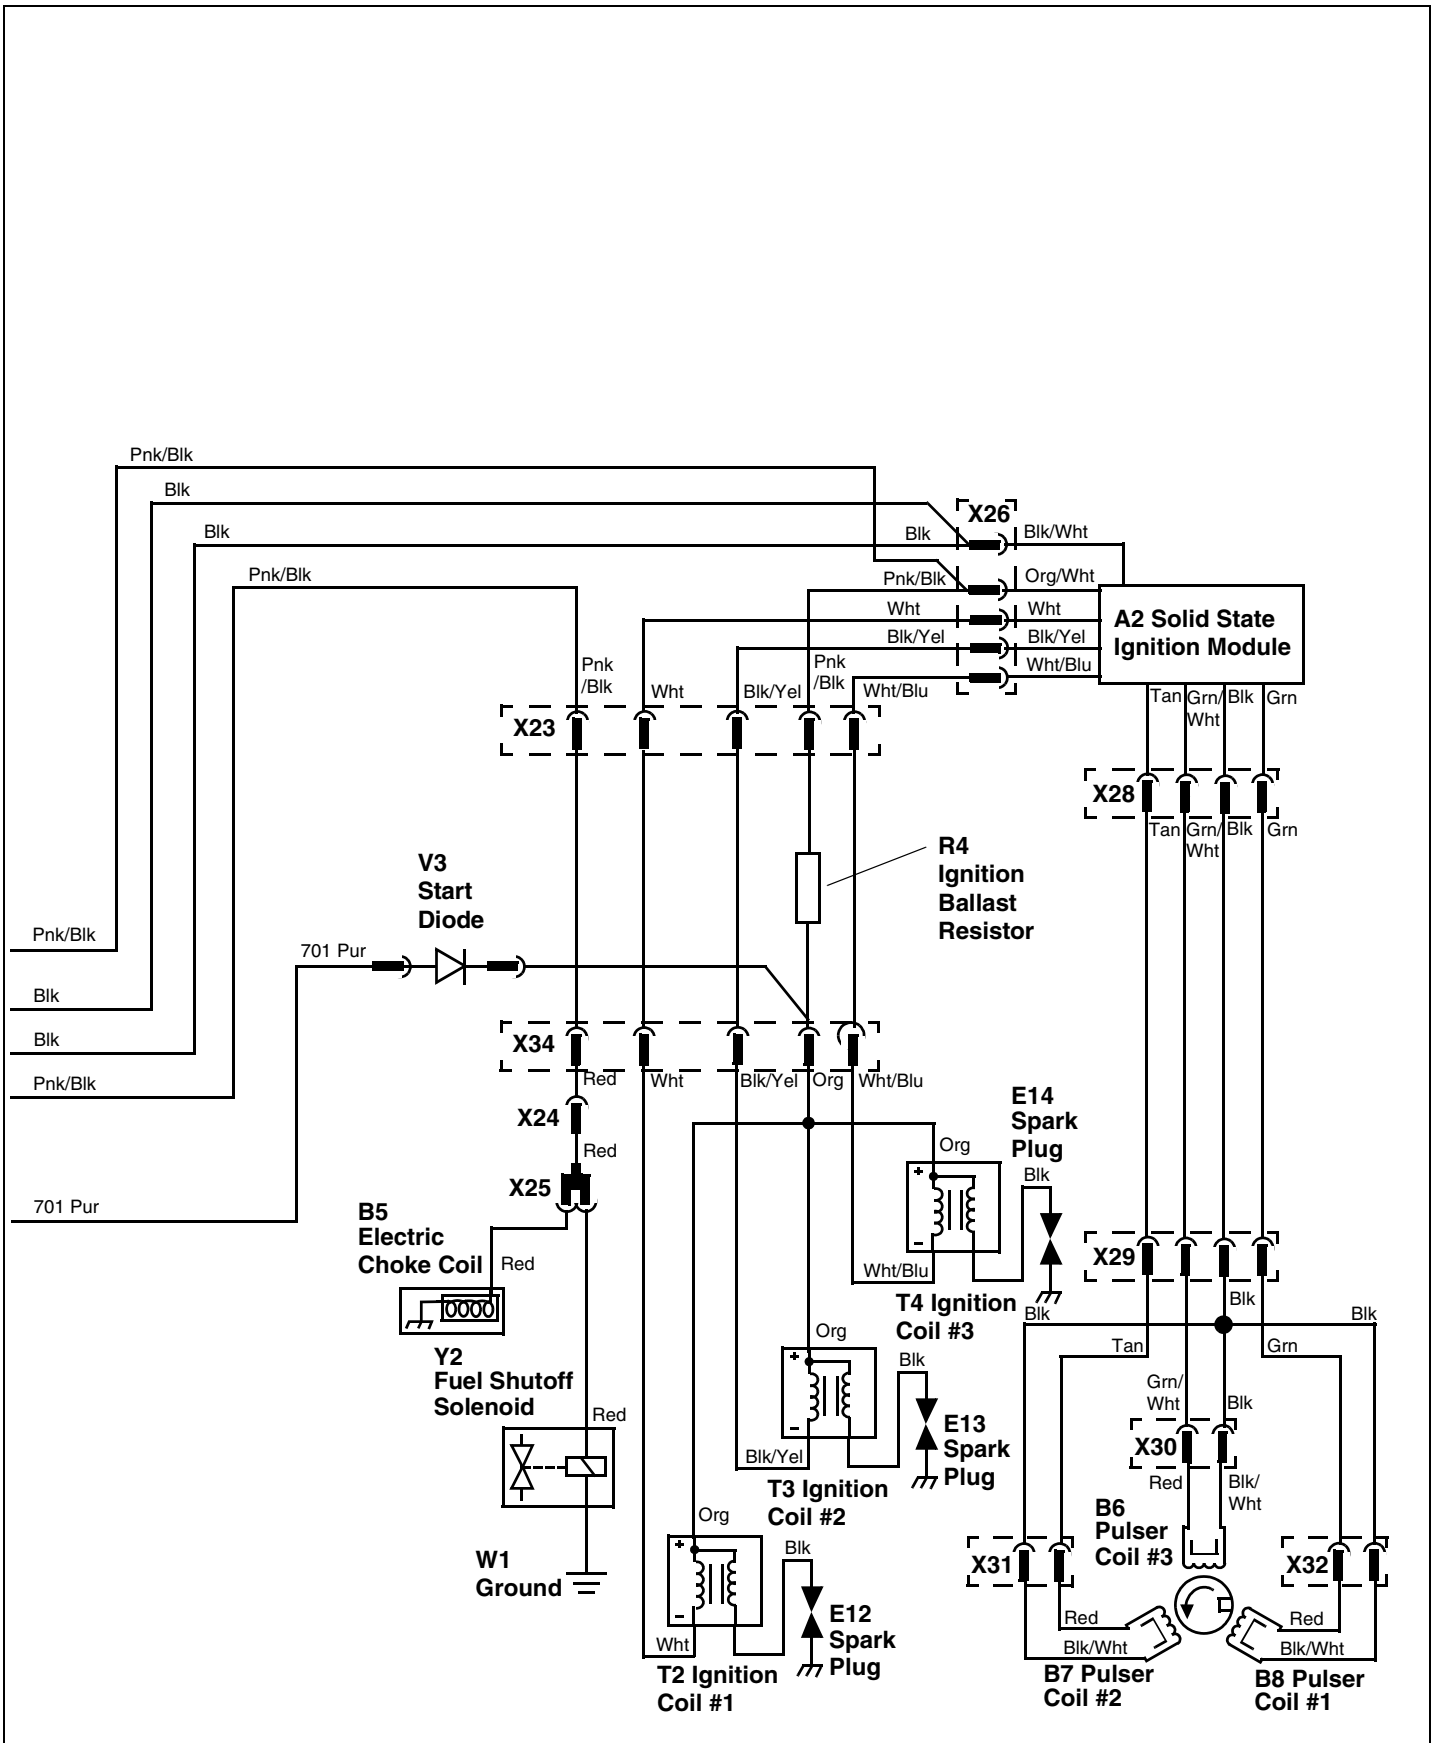 Pnk/Blk
Blk
X26
Blk
Blk
Blk/Wht
Pnk/Blk
Pnk/Blk
Org/Wht
Wht
Wht
A2 Solid State
Ignition Module
Blk/Yel
Blk/Yel
Pnk
/Blk
Wht
Blk/Yel
Pnk
/Blk
Wht/Blu
Wht/Blu
Tan
Grn/
Wht
Blk
Grn
X23
X28
Tan
Grn/
Wht
Blk
Grn
R4
Ignition
Ballast
Resistor
V3
Start
Diode
Pnk/Blk
701 Pur
Blk
Blk
X34
Pnk/Blk
Red
Wht
Blk/Yel
Org
Wht/Blu
X24
E14
Spark
Plug
Red
Org
Blk
X25
701 Pur
B5
Electric
Choke Coil
Red
X29
Wht/Blu
T4 Ignition
Coil #3
Blk
Blk
Blk
Org
Tan
Grn
Y2
Fuel Shutoff
Solenoid
Blk
Grn/
Wht
Blk
Red
E13
Spark
Plug
X30
Blk/Yel
T3 Ignition
Coil #2
Red
Blk/
Wht
Org
B6
Pulser
Coil #3
Blk
W1
Ground
X31
X32
E12
Spark
Plug
Red
Red
Wht
Blk/Wht
Blk/Wht
T2 Ignition
Coil #1
B7 Pulser
Coil #2
B8 Pulser
Coil #1